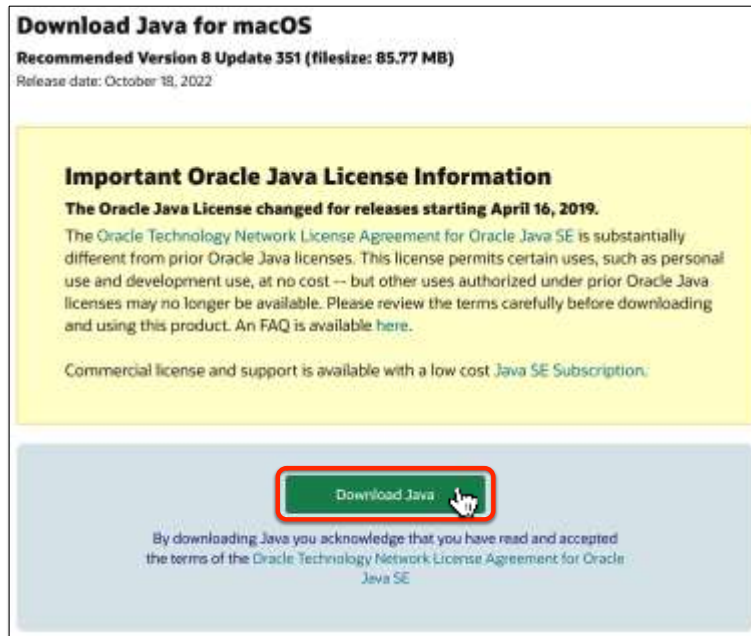 Download Java for macOS
Recommended Version 8 Update 351 (filesize: 85.77 MB)
Release date: October 18, 2022
Important Oracle Java License Information
The Oracle Java License changed for releases starting April 16, 2019.
The Oracle Technology Network License Agreement for Oracle Java SE is substantially
different from prior Oracle Java licenses. This license permits certain uses, such as personal
use and development use, at no cost -- but other uses authorized under prior Oracle Java
licenses may no longer be available. Please review the terms carefully before downloading
and using this product. An FAQ is available here.
Commercial license and support is available with a low cost Java SE Subscription.
Download Java
By downloading Java you acknowledge that you have read and accepted
the terms of the Oracle Technology Network License Agreement for Oracle
Java SE